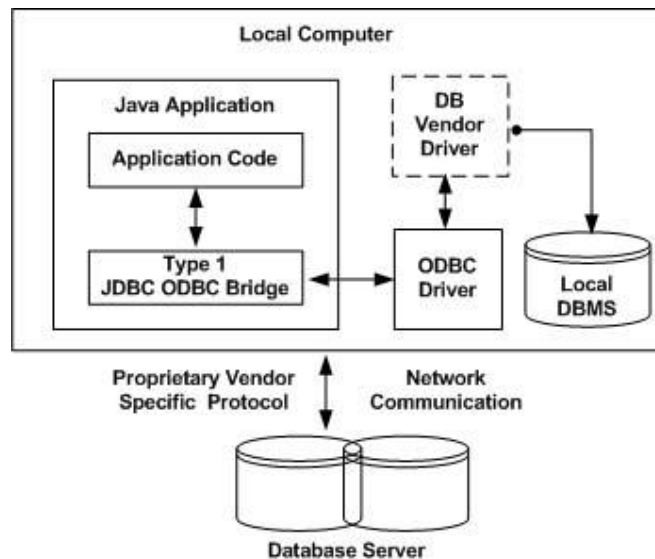 Local Computer
Java Application
Application Code
Type 1
JDBC ODBC Bridge
DB
Vendor
Driver
ODBC
Driver
Local
DBMS
Proprietary Vendor
Specific Protocol
Network
Communication
Database Server